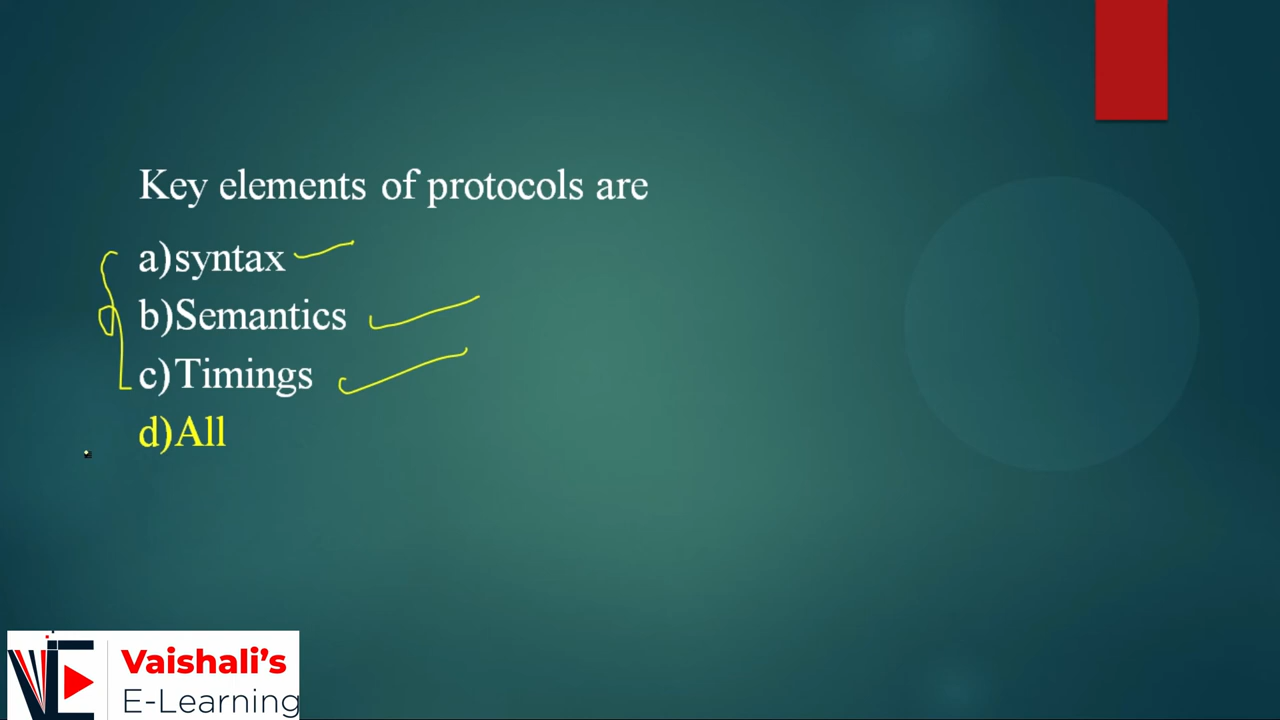 Key elements of protocols are
a)syntax
b)Semantics
c)Timings
d)All
Vaishali's
E-Learning